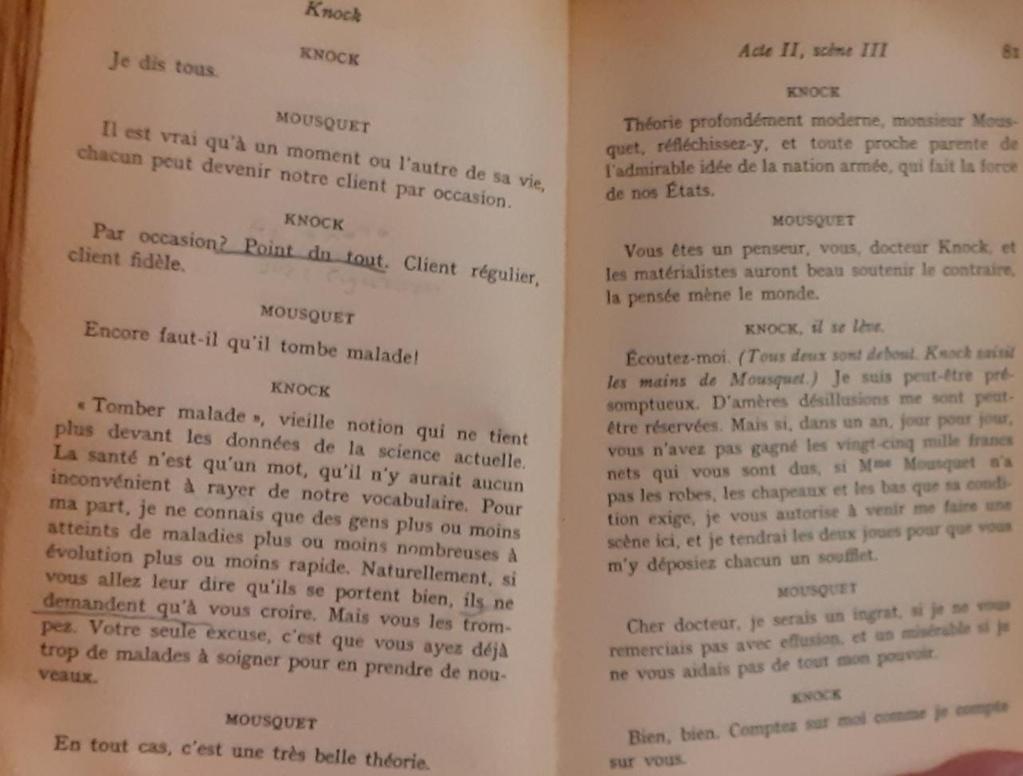 Knock
KNOCK
Je dis tous.
MOUSQUET
Il est vrai qu'à un moment ou l'autre de sa vie,
chacun peut devenir notre client par occasion.
KNOCK
Par occasion? Point du tout. Client régulier,
client fidèle.
MOUSQUET
Encore faut-il qu'il tombe malade!
KNOCK
« Tomber malade », vieille notion qui ne tient
plus devant les données de la science actuelle.
La santé n'est qu'un mot, qu'il n'y aurait aucun
inconvénient à rayer de notre vocabulaire. Pour
ma part, je ne connais que des gens plus ou moins
atteints de maladies plus ou moins nombreuses à
évolution plus ou moins rapide. Naturellement, si
vous allez leur dire qu'ils se portent bien, ils ne
demandent qu'à vous croire. Mais vous les trom-
pez. Votre seule excuse, c'est que vous ayez déjà
trop de malades à soigner pour en prendre de nou-
veaux.
MOUSQUET
En tout cas, c'est une très belle théorie.
Acte II, scène III 81
KNOCK
Théorie profondément moderne, monsieur Mous-
quet, réfléchissez-y, et toute proche parente de
l'admirable idée de la nation armée, qui fait la force
de nos États.
MOUSQUET
Vous êtes un penseur, vous, docteur Knock, et
les matérialistes auront beau soutenir le contraire,
la pensée mène le monde.
KNOCK, il se lève.
Écoutez-moi. (Tous deux sont debout. Knock saisit
les mains de Mousquet.) Je suis peut-être pré-
somptueux. D'amères désillusions me sont peut-
être réservées. Mais si, dans un an, jour pour jour,
vous n'avez pas gagné les vingt-cinq mille francs
nets qui vous sont dus, si Mme Mousquet n'a
pas les robes, les chapeaux et les bas que sa condi-
tion exige, je vous autorise à venir me faire une
scène ici, et je tendrai les deux joues pour que vous
m'y déposiez chacun un soufflet.
MOUSQUET
Cher docteur, je serais un ingrat, si je ne vous
remerciais pas avec effusion, et un misérable si je
ne vous aidais pas de tout mon pouvoir.
KNOCK
Bien, bien. Comptez sur moi comme je compte
sur vous.